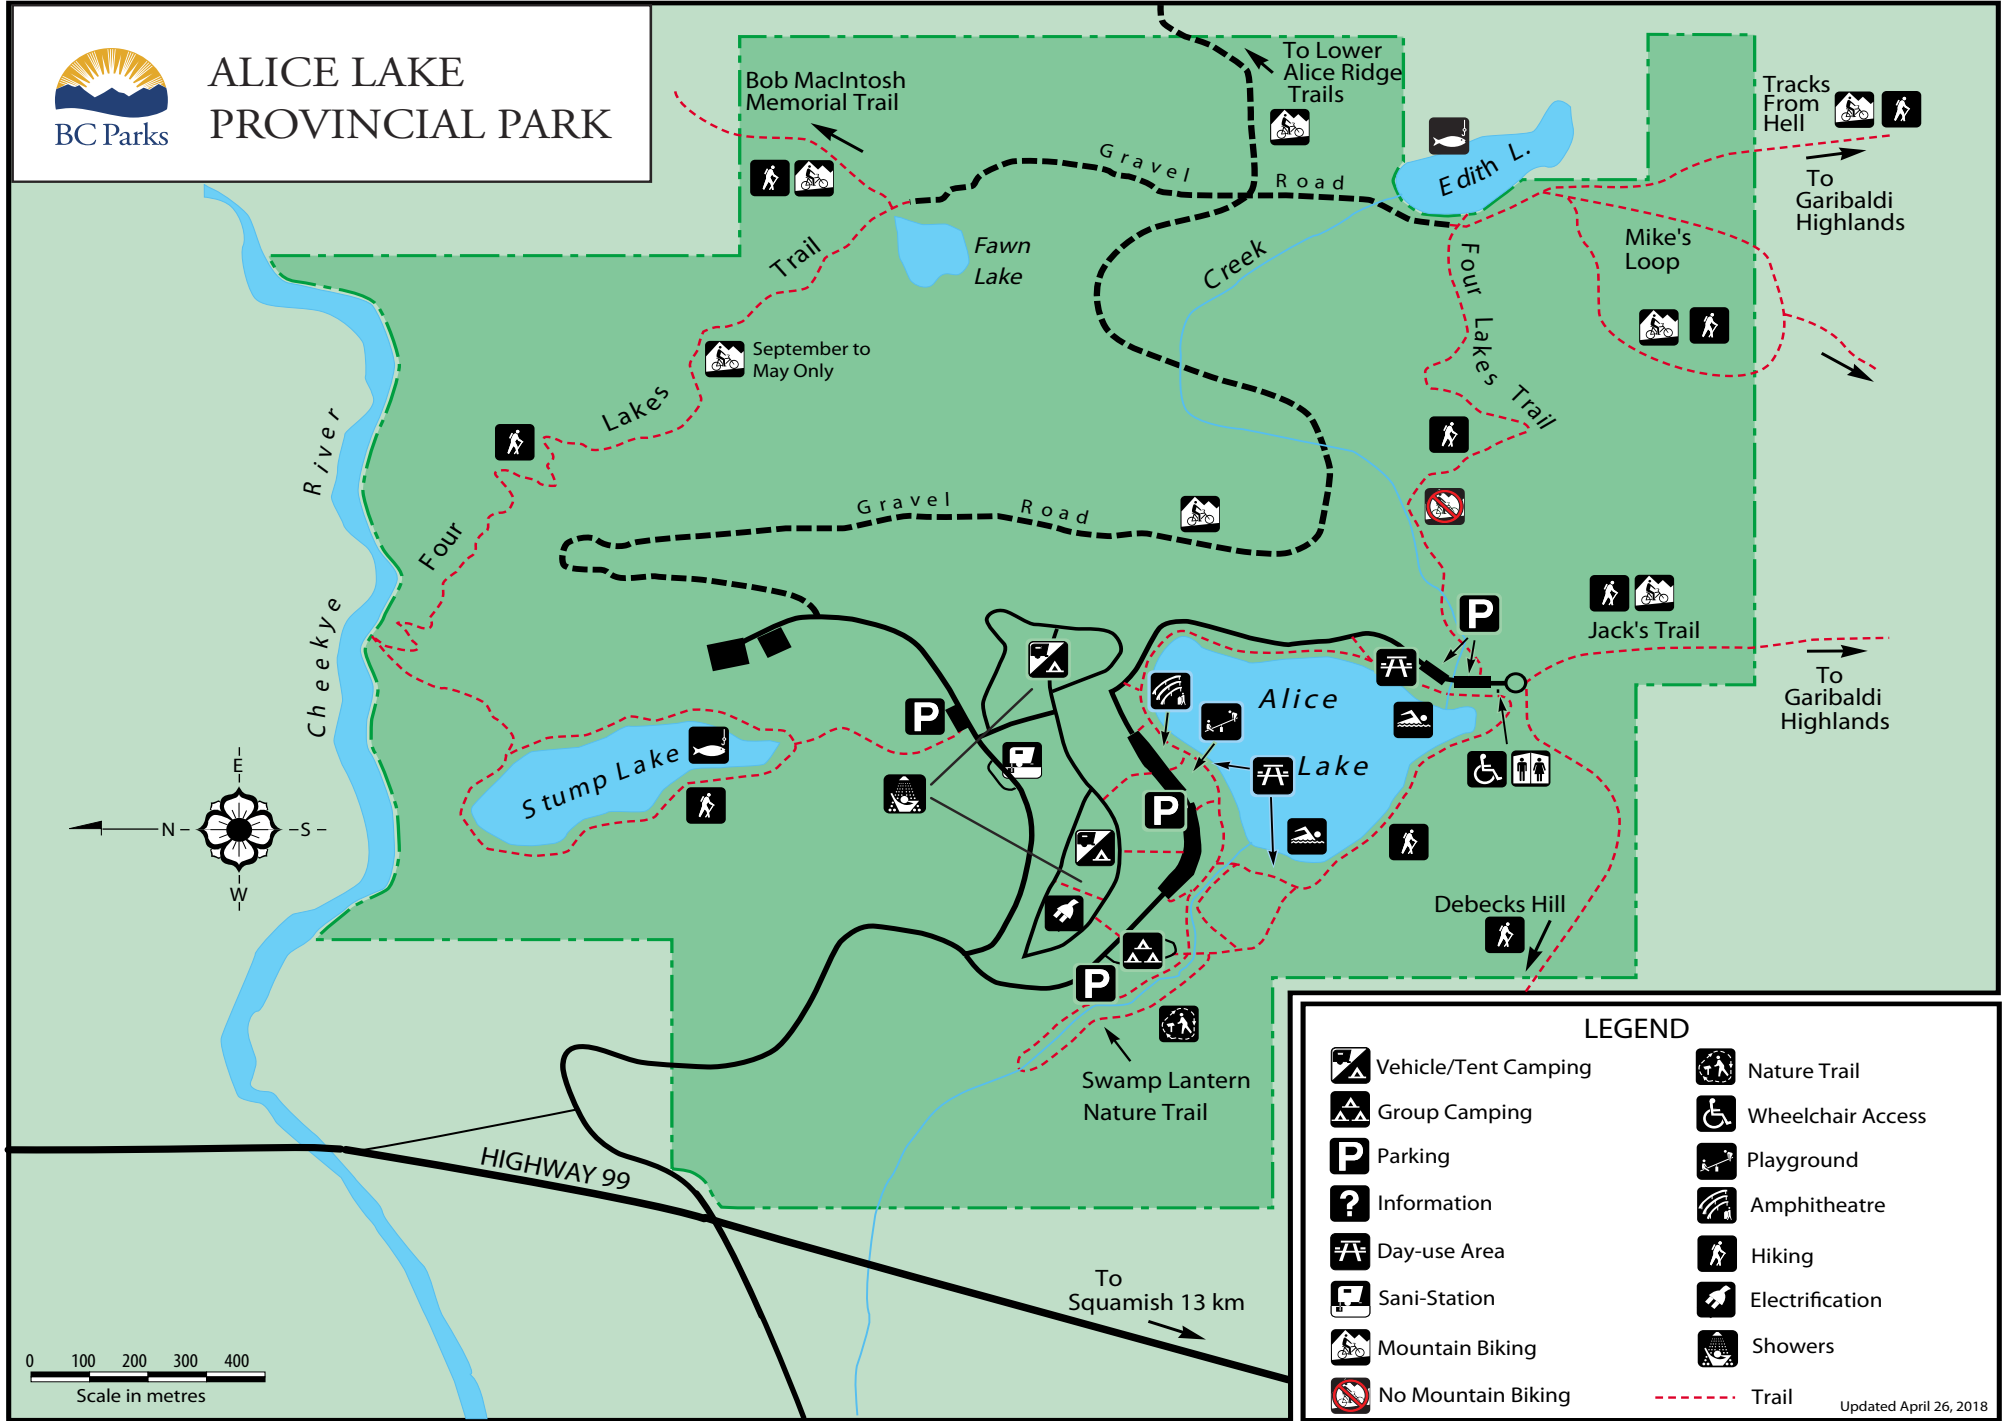 ALICE LAKE
PROVINCIAL PARK
BC Parks
Bob MacIntosh
Memorial Trail
To Lower
Alice Ridge
Trails
Tracks
From
Hell
To
Garibaldi
Highlands
Edith L.
Gravel Road
Mike's
Loop
Fawn
Lake
Creek
Four Lakes Trail
September to
May Only
Four Lakes Trail
Gravel Road
Cheekye River
Jack's Trail
To
Garibaldi
Highlands
P
P
P
P
Alice
Lake
Stump Lake
E
N
S
W
Debecks Hill
Swamp Lantern
Nature Trail
HIGHWAY 99
To
Squamish 13 km
0 100 200 300 400
Scale in metres
LEGEND
Vehicle/Tent Camping
Group Camping
P Parking
? Information
Day-use Area
Sani-Station
Mountain Biking
No Mountain Biking
Nature Trail
Wheelchair Access
Playground
Amphitheatre
Hiking
Electrification
Showers
Trail
Updated April 26, 2018